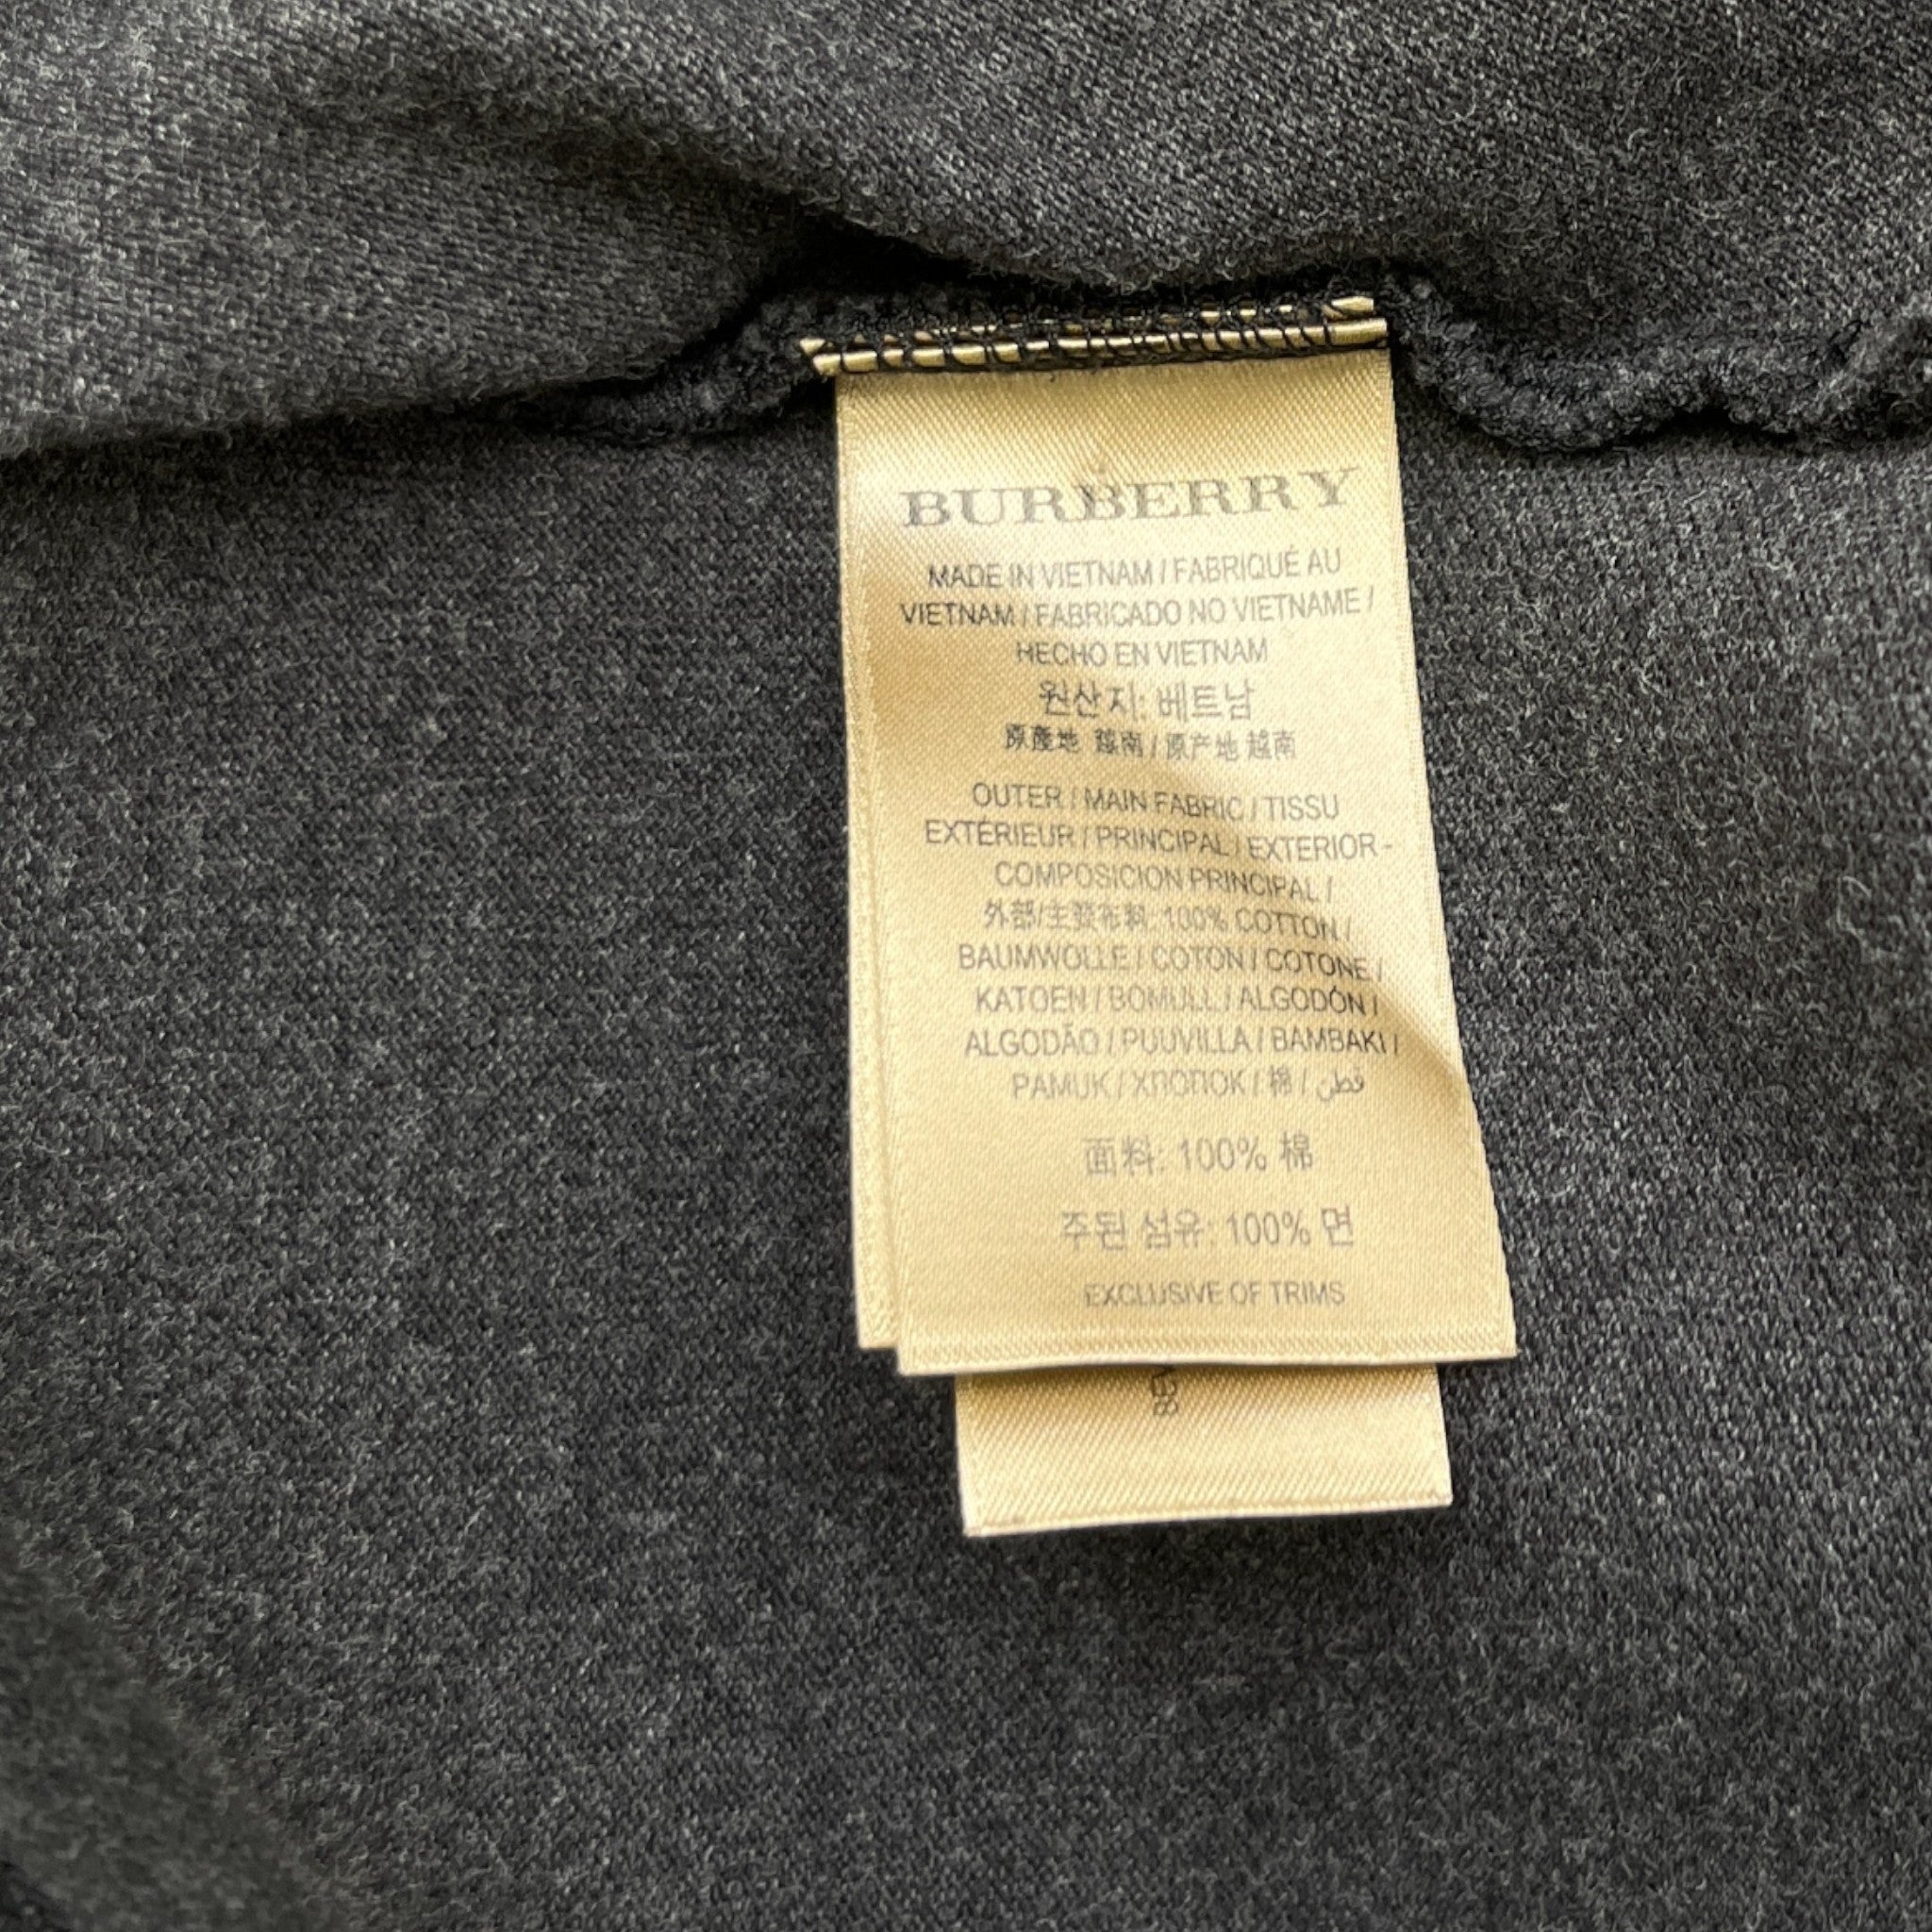 BURBERRY
MADE IN VIETNAM / FABRIQUÉ AU
VIETNAM / FABRICADO NO VIETNAME /
HECHO EN VIETNAM
원산지: 베트남
原產地 越南 / 原产地 越南
OUTER / MAIN FABRIC / TISSU
EXTÉRIEUR / PRINCIPAL / EXTERIOR -
COMPOSICION PRINCIPAL /
外部/主要布料: 100% COTTON /
BAUMWOLLE / COTON / COTONE /
KATOEN / BOMULL / ALGODÓN /
ALGODÃO / PUUVILLA / BAMBAKI /
PAMUK / ХЛОПОК / 棉 / قطن
面料: 100% 棉
주된 섬유: 100% 면
EXCLUSIVE OF TRIMS